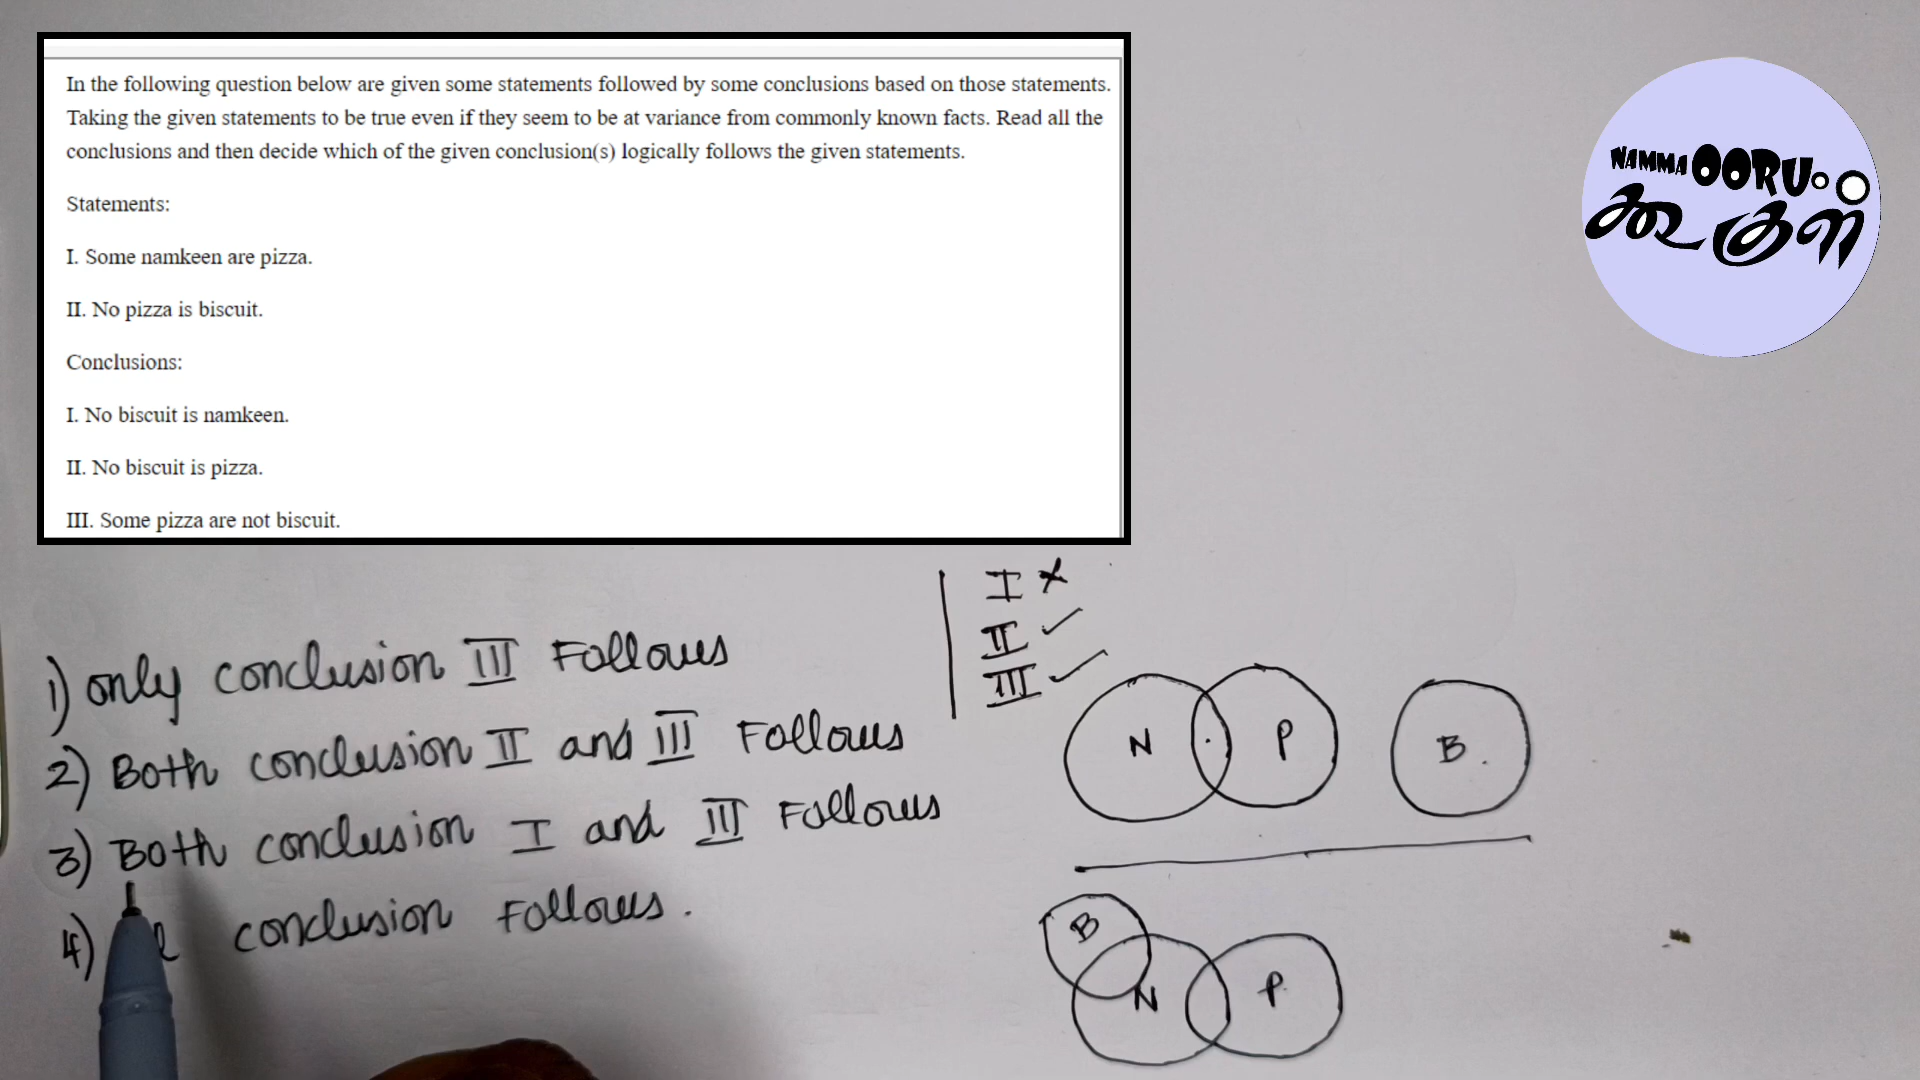 In the following question below are given some statements followed by some conclusions based on those statements.
Taking the given statements to be true even if they seem to be at variance from commonly known facts. Read all the
conclusions and then decide which of the given conclusion(s) logically follows the given statements.
Statements:
I. Some namkeen are pizza.
II. No pizza is biscuit.
Conclusions:
I. No biscuit is namkeen.
II. No biscuit is pizza.
III. Some pizza are not biscuit.
NAMMA OORU
கூகுள்
I ×
II ✓
III ✓
1) only conclusion III Follows
2) Both conclusion II and III Follows
3) Both conclusion I and III Follows
4) conclusion Follows.
N P B
B
N P